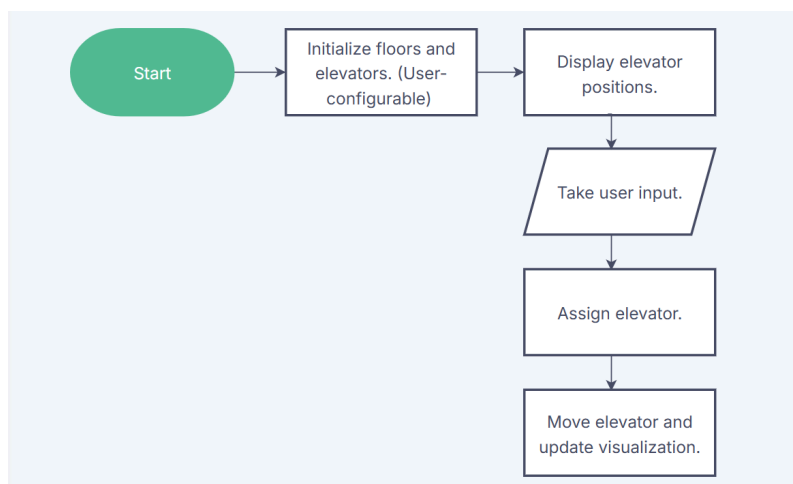 Start
Initialize floors and
elevators. (User-
configurable)
Display elevator
positions.
Take user input.
Assign elevator.
Move elevator and
update visualization.